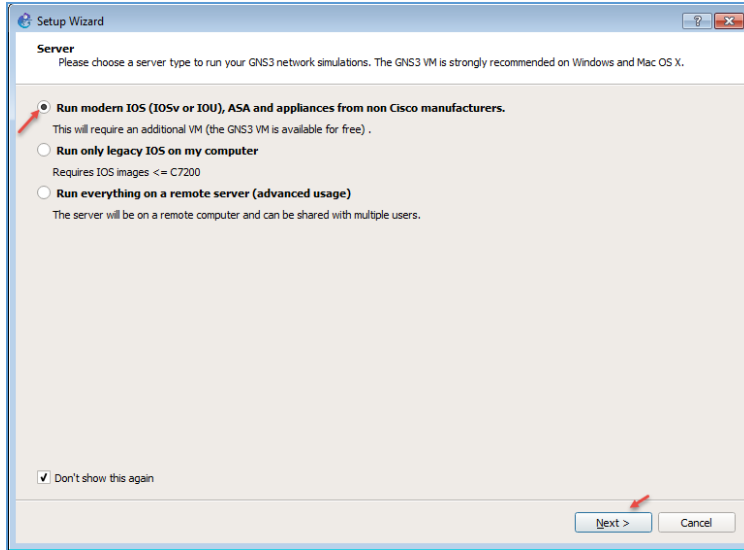 Setup Wizard
Server
Please choose a server type to run your GNS3 network simulations. The GNS3 VM is strongly recommended on Windows and Mac OS X.
Run modern IOS (IOSv or IOU), ASA and appliances from non Cisco manufacturers.
This will require an additional VM (the GNS3 VM is available for free) .
Run only legacy IOS on my computer
Requires IOS images <= C7200
Run everything on a remote server (advanced usage)
The server will be on a remote computer and can be shared with multiple users.
Don't show this again
Next >
Cancel